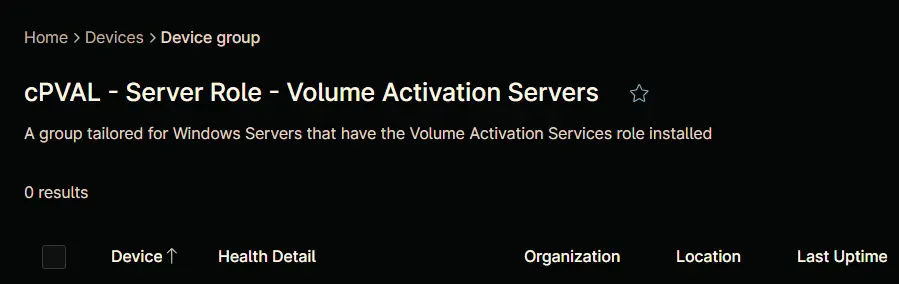 Home > Devices > Device group
cPVAL - Server Role - Volume Activation Servers
A group tailored for Windows Servers that have the Volume Activation Services role installed
0 results
Device ↑ Health Detail Organization Location Last Uptime